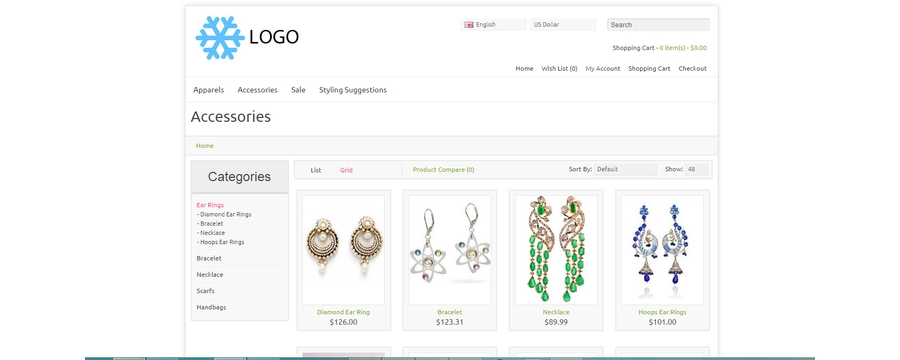 LOGO
English
US Dollar
Search
Shopping Cart - 0 item(s) - $0.00
Home Wish List (0) My Account Shopping Cart Checkout
Apparels Accessories Sale Styling Suggestions
Accessories
Home
Categories
Ear Rings
- Diamond Ear Rings
- Bracelet
- Necklace
- Hoops Ear Rings
Bracelet
Necklace
Scarfs
Handbags
List Grid Product Compare (0) Sort By: Default Show: 48
Diamond Ear Ring
$126.00
Bracelet
$123.31
Necklace
$89.99
Hoops Ear Rings
$101.00